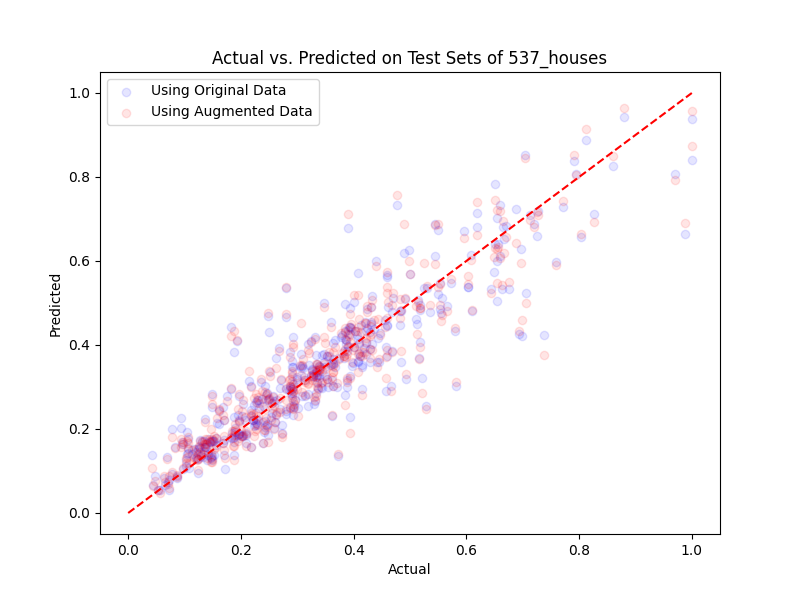 Actual vs. Predicted on Test Sets of 537_houses
Using Original Data
Using Augmented Data
1.0
0.8
0.6
0.4
0.2
0.0
Predicted
0.0 0.2 0.4 0.6 0.8 1.0
Actual